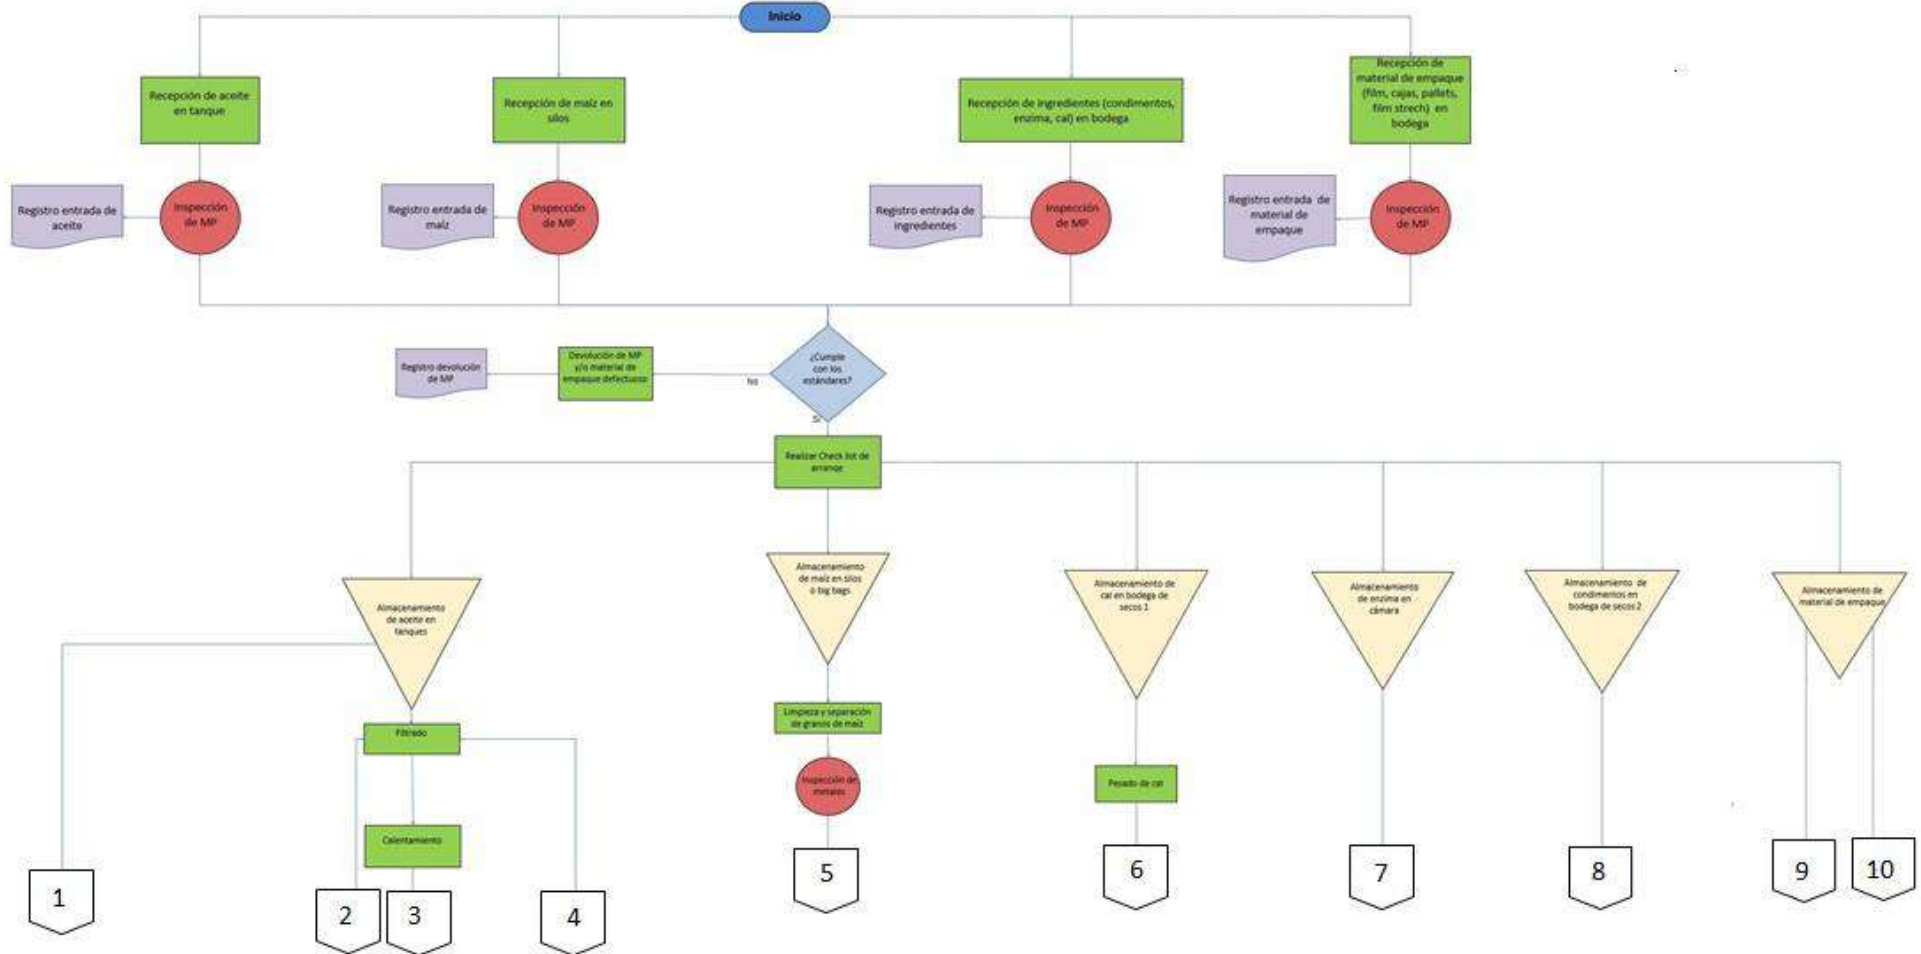 Inicio
Recepción de aceite
en tanque
Recepción de maíz en
silos
Recepción de ingredientes (condimentos,
enzima, cal) en bodega
Recepción de
material de empaque
(film, cajas, pallets,
film strech) en
bodega
Registro entrada de
aceite
Inspección
de MP
Registro entrada de
maíz
Inspección
de MP
Registro entrada de
ingredientes
Inspección
de MP
Registro entrada de
material de
empaque
Inspección
de MP
Registro devolución
de MP
Devolución de MP
y/o material de
empaque defectuoso
No
¿Cumple
con los
estándares?
Si
Realizar Check list de
arranqe
Almacenamiento
de aceite en
tanques
Almacenamiento
de maíz en silos
o big bags
Almacenamiento de
cal en bodega de
secos 1
Almacenamiento
de enzima en
cámara
Almacenamiento de
condimentos en
bodega de secos 2
Almacenamiento de
material de empaque
Filtrado
Limpieza y separación
de granos de maíz
Calentamiento
Inspección de
metales
Pesado de cal
1
2
3
4
5
6
7
8
9
10